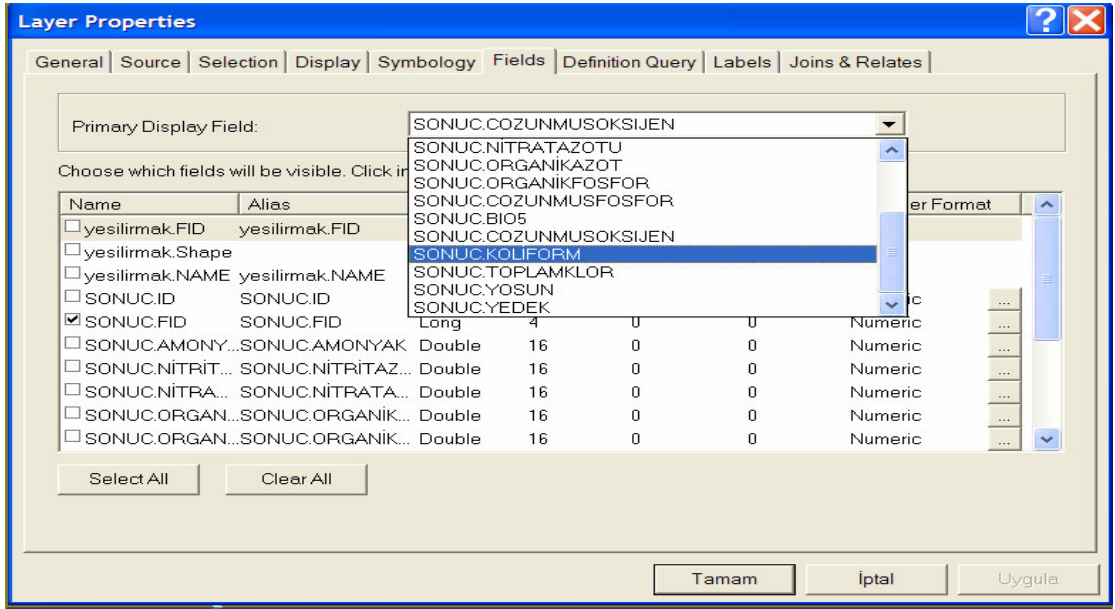 Layer Properties
General Source Selection Display Symbology Fields Definition Query Labels Joins & Relates
Primary Display Field: SONUC.COZUNMUSOKSIJEN
SONUC.NİTRATAZOTU
SONUC.ORGANİKAZOT
SONUC.ORGANİKFOSFOR
SONUC.COZUNMUSFOSFOR
SONUC.BIO5
SONUC.COZUNMUSOKSIJEN
SONUC.KOLİFORM
SONUC.TOPLAMKLOR
SONUC.YOSUN
SONUC.YEDEK
Choose which fields will be visible. Click in
Name Alias er Format
yesilirmak.FID yesilirmak.FID
yesilirmak.Shape
yesilirmak.NAME yesilirmak.NAME
SONUC.ID SONUC.ID ic ...
SONUC.FID SONUC.FID Long 4 0 0 Numeric ...
SONUC.AMONY... SONUC.AMONYAK Double 16 0 0 Numeric ...
SONUC.NİTRİT... SONUC.NİTRİTAZ... Double 16 0 0 Numeric ...
SONUC.NİTRA... SONUC.NİTRATA... Double 16 0 0 Numeric ...
SONUC.ORGAN... SONUC.ORGANİK... Double 16 0 0 Numeric ...
SONUC.ORGAN... SONUC.ORGANİK... Double 16 0 0 Numeric ...
Select All Clear All
Tamam İptal Uygula